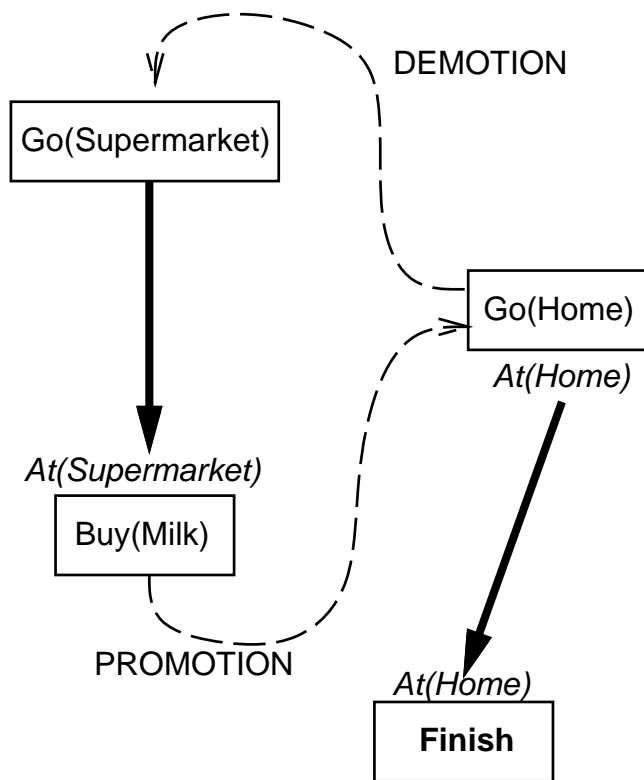 DEMOTION
Go(Supermarket)
Go(Home)
At(Home)
At(Supermarket)
Buy(Milk)
PROMOTION
At(Home)
Finish